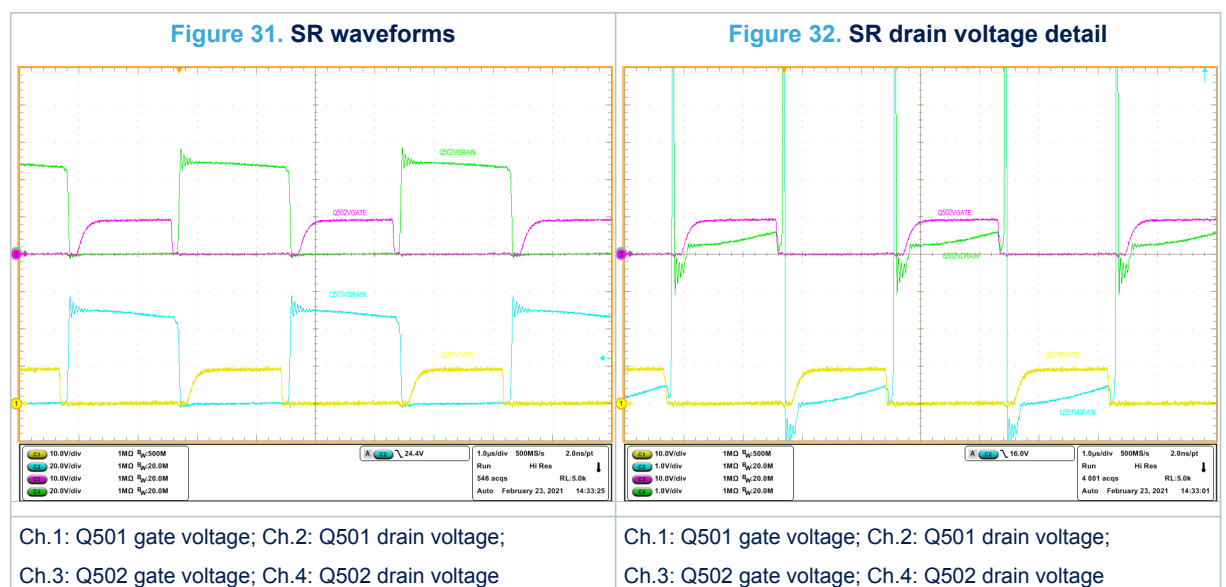 Figure 31. SR waveforms
Q502VDRAIN
Q502VGATE
3
Q501VDRAIN
Q501VGATE
1
C1 10.0V/div 1MΩ BW:500M
C2 20.0V/div 1MΩ BW:20.0M
C3 10.0V/div 1MΩ BW:20.0M
C4 20.0V/div 1MΩ BW:20.0M
A C2 24.4V
1.0µs/div 500MS/s 2.0ns/pt
Run Hi Res
546 acqs RL:5.0k
Auto February 23, 2021 14:33:25
Ch.1: Q501 gate voltage; Ch.2: Q501 drain voltage;
Ch.3: Q502 gate voltage; Ch.4: Q502 drain voltage
Figure 32. SR drain voltage detail
Q502VGATE
3
Q502VDRAIN
Q501VGATE
1
Q501VDRAIN
C1 10.0V/div 1MΩ BW:500M
C2 1.0V/div 1MΩ BW:20.0M
C3 10.0V/div 1MΩ BW:20.0M
C4 1.0V/div 1MΩ BW:20.0M
A C2 16.0V
1.0µs/div 500MS/s 2.0ns/pt
Run Hi Res
4 081 acqs RL:5.0k
Auto February 23, 2021 14:33:01
Ch.1: Q501 gate voltage; Ch.2: Q501 drain voltage;
Ch.3: Q502 gate voltage; Ch.4: Q502 drain voltage